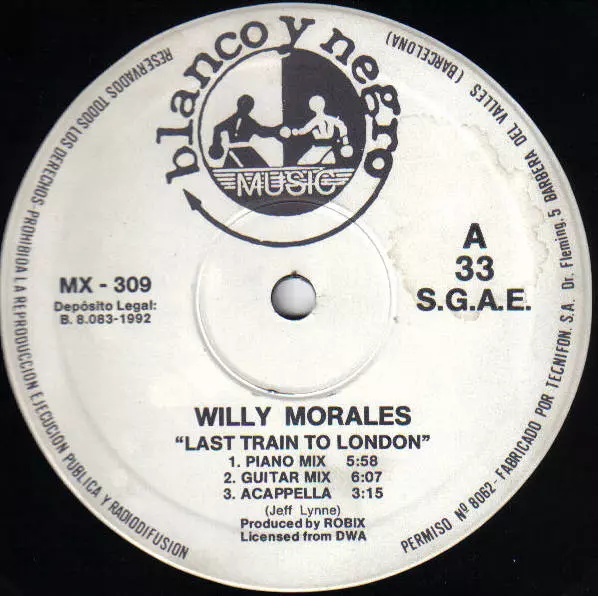 blanco y negro
MUSIC
MX - 309
Depósito Legal:
B. 8.083-1992
A
33
S.G.A.E.
WILLY MORALES
“LAST TRAIN TO LONDON”
1. PIANO MIX 5:58
2. GUITAR MIX 6:07
3. ACAPPELLA 3:15
(Jeff Lynne)
Produced by ROBIX
Licensed from DWA
RESERVADOS TODOS LOS DERECHOS-PROHIBIDA LA REPRODUCCION EJECUCION PUBLICA Y RADIODIFUSION
PERMISO Nº 8062 - FABRICADO POR TECNIFON. S.A. Dr. Fleming, 5 BARBERA DEL VALLES (BARCELONA)